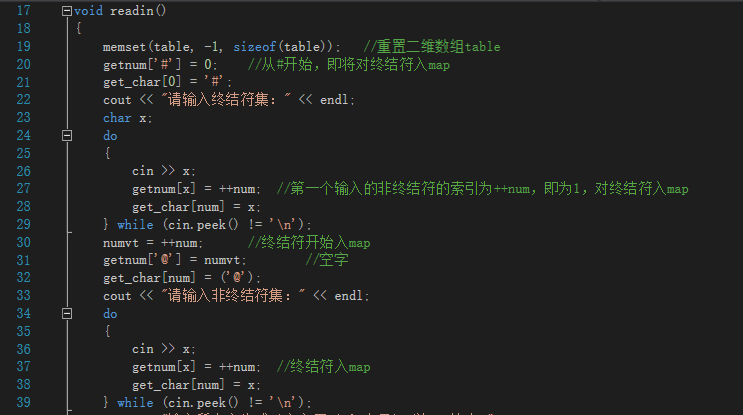 17 void readin()
18 {
19 memset(table, -1, sizeof(table)); //重置二维数组table
20 getnum['#'] = 0; //从#开始，即将对终结符入map
21 get_char[0] = '#';
22 cout << "请输入终结符集：" << endl;
23 char x;
24 do
25 {
26 cin >> x;
27 getnum[x] = ++num; //第一个输入的非终结符的索引为++num，即为1，对终结符入map
28 get_char[num] = x;
29 } while (cin.peek() != '\n');
30 numvt = ++num; //终结符开始入map
31 getnum['@'] = numvt; //空字
32 get_char[num] = ('@');
33 cout << "请输入非终结符集：" << endl;
34 do
35 {
36 cin >> x;
37 getnum[x] = ++num; //终结符入map
38 get_char[num] = x;
39 } while (cin.peek() != '\n');